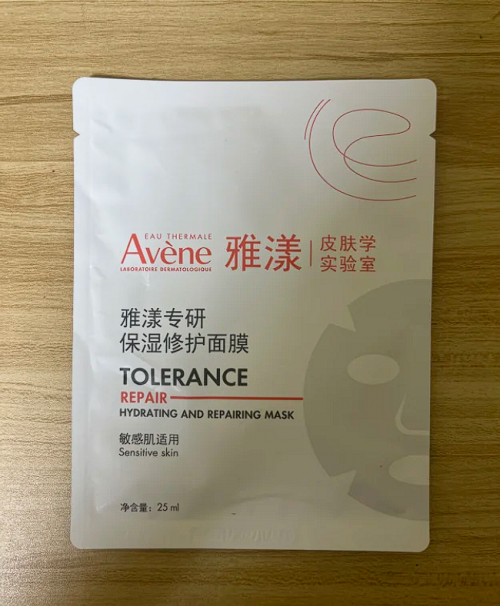 EAU THERMALE
Avène
LABORATOIRE DERMATOLOGIQUE
雅漾
皮肤学
实验室
雅漾专研
保湿修护面膜
TOLERANCE
REPAIR
HYDRATING AND REPAIRING MASK
敏感肌适用
Sensitive skin
净含量：25 ml